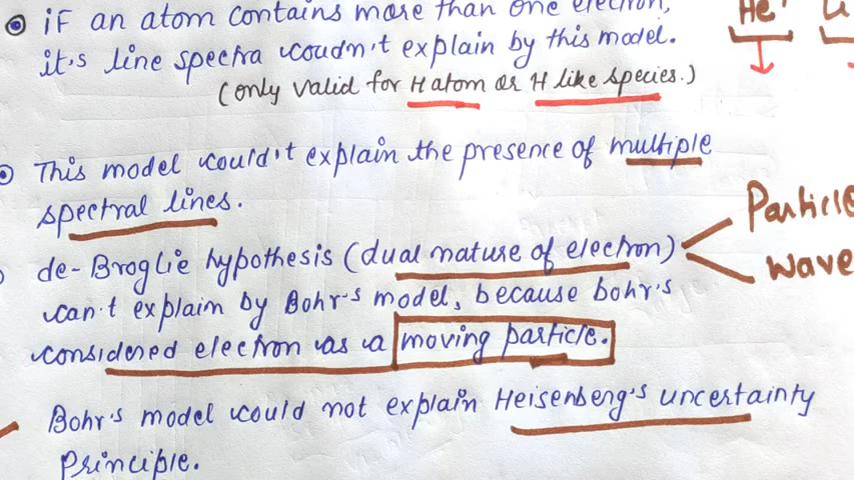 if an atom contains more than one electron,
it's line spectra coudn't explain by this model.
(only valid for H atom or H like species.)
He⁺
This model could't explain the presence of multiple
spectral lines.
de-Broglie hypothesis (dual nature of electron)
Particle
wave
can't explain by Bohr's model, because bohr's
considered electron as a moving particle.
Bohr's model could not explain Heisenberg's uncertainty
Principle.